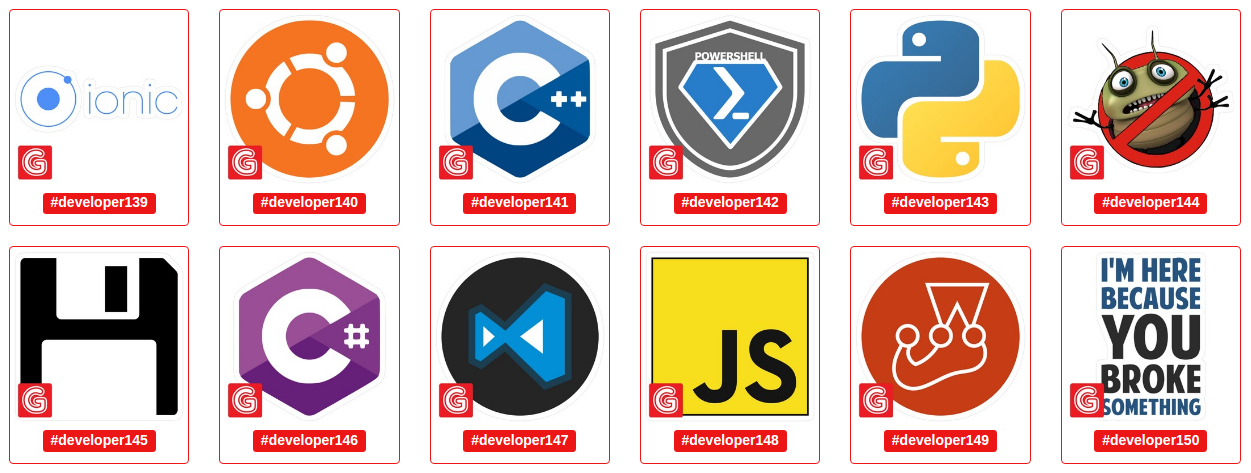 ionic
G
#developer139
G
#developer140
C++
G
#developer141
POWERSHELL
G
#developer142
G
#developer143
G
#developer144
G
#developer145
C#
G
#developer146
G
#developer147
JS
G
#developer148
G
#developer149
I'M HERE
BECAUSE
YOU
BROKE
SOMETHING
G
#developer150